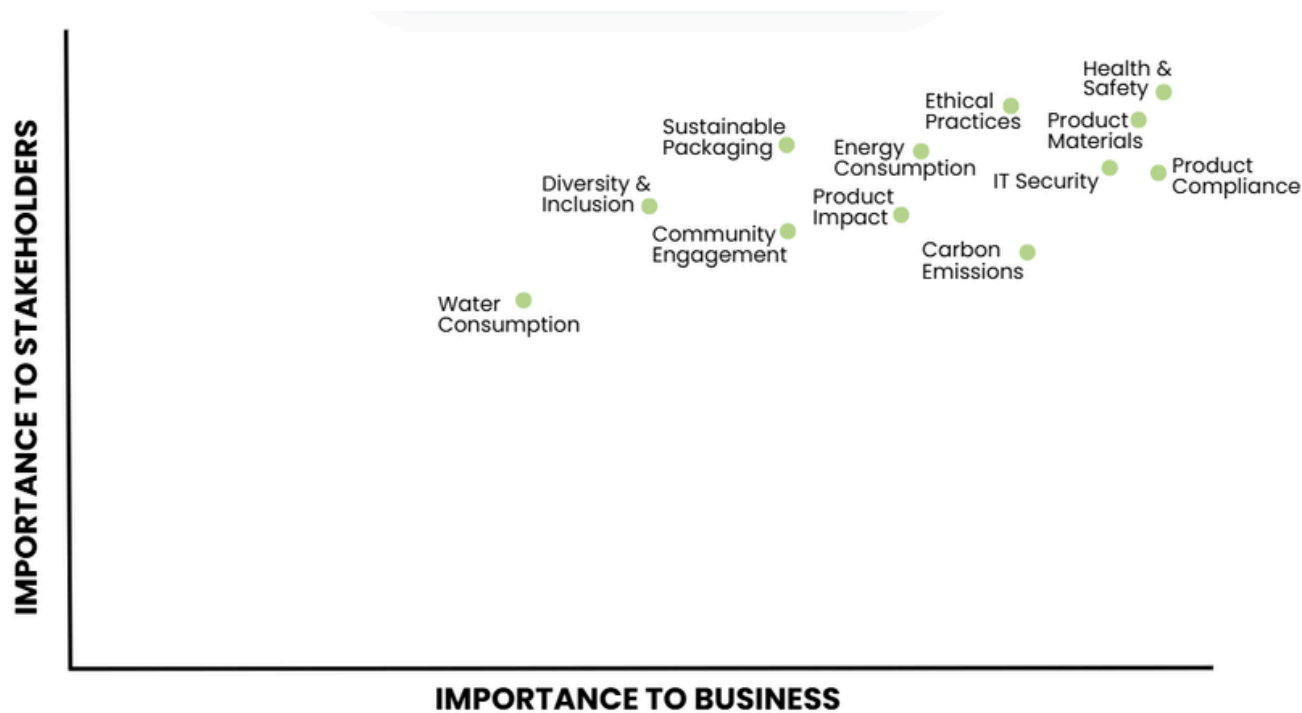 IMPORTANCE TO STAKEHOLDERS
Health &
Safety
Ethical
Practices
Product
Materials
Sustainable
Packaging
Energy
Consumption
IT Security
Product
Compliance
Diversity &
Inclusion
Product
Impact
Community
Engagement
Carbon
Emissions
Water
Consumption
IMPORTANCE TO BUSINESS